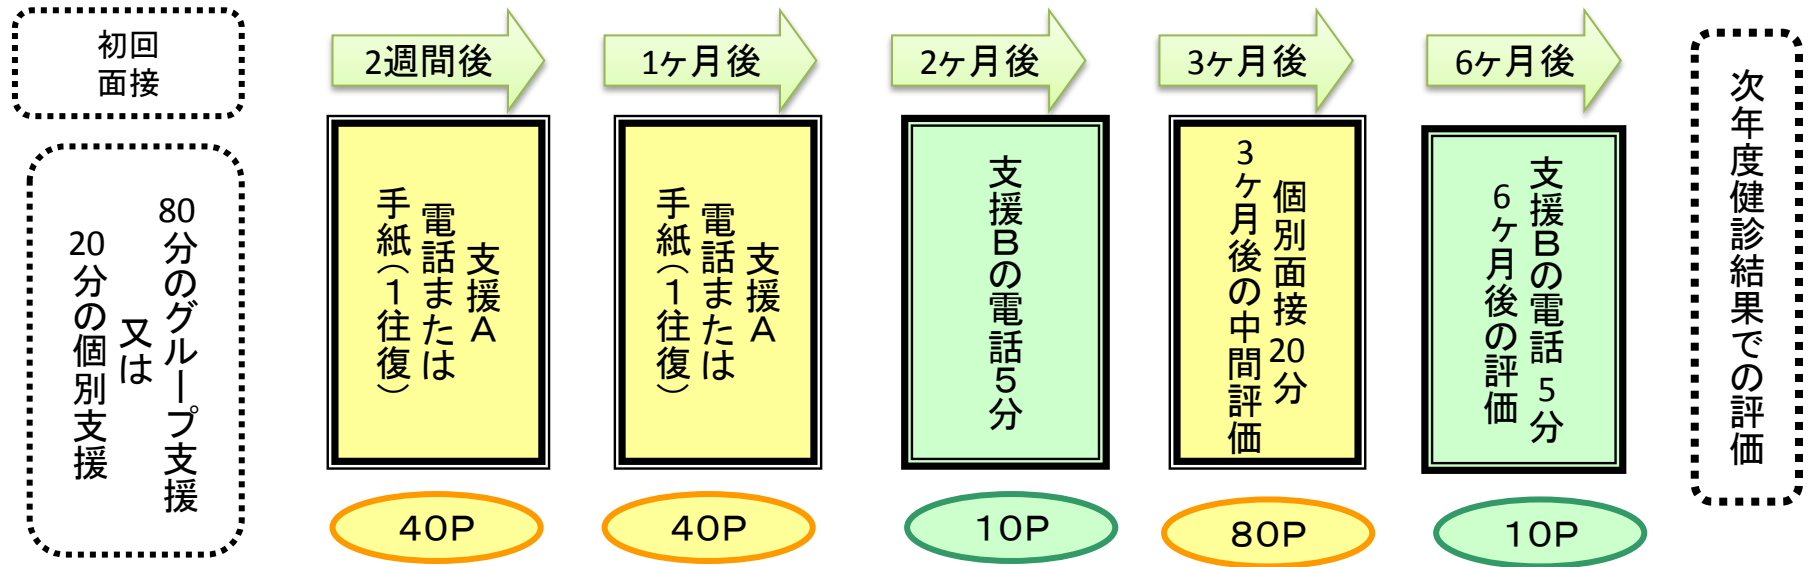 初回
面接
80分のグループ支援
又は
20分の個別支援
2週間後
支援A
電話または
手紙（1往復）
40P
1ヶ月後
支援A
電話または
手紙（1往復）
40P
2ヶ月後
支援Bの電話5分
10P
3ヶ月後
個別面接20分
3ヶ月後の中間評価
80P
6ヶ月後
支援Bの電話5分
6ヶ月後の評価
10P
次年度健診結果での評価